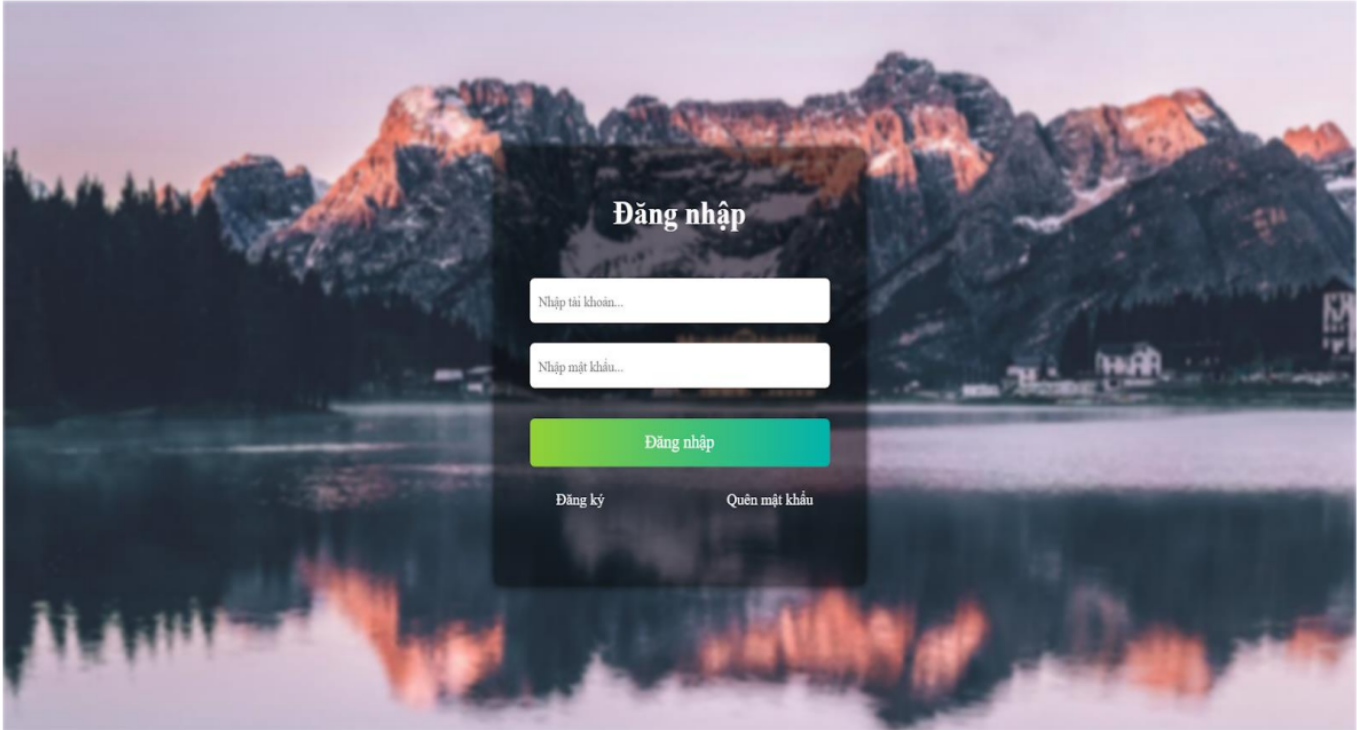 Đăng nhập
Nhập tài khoản...
Nhập mật khẩu...
Đăng nhập
Đăng ký Quên mật khẩu